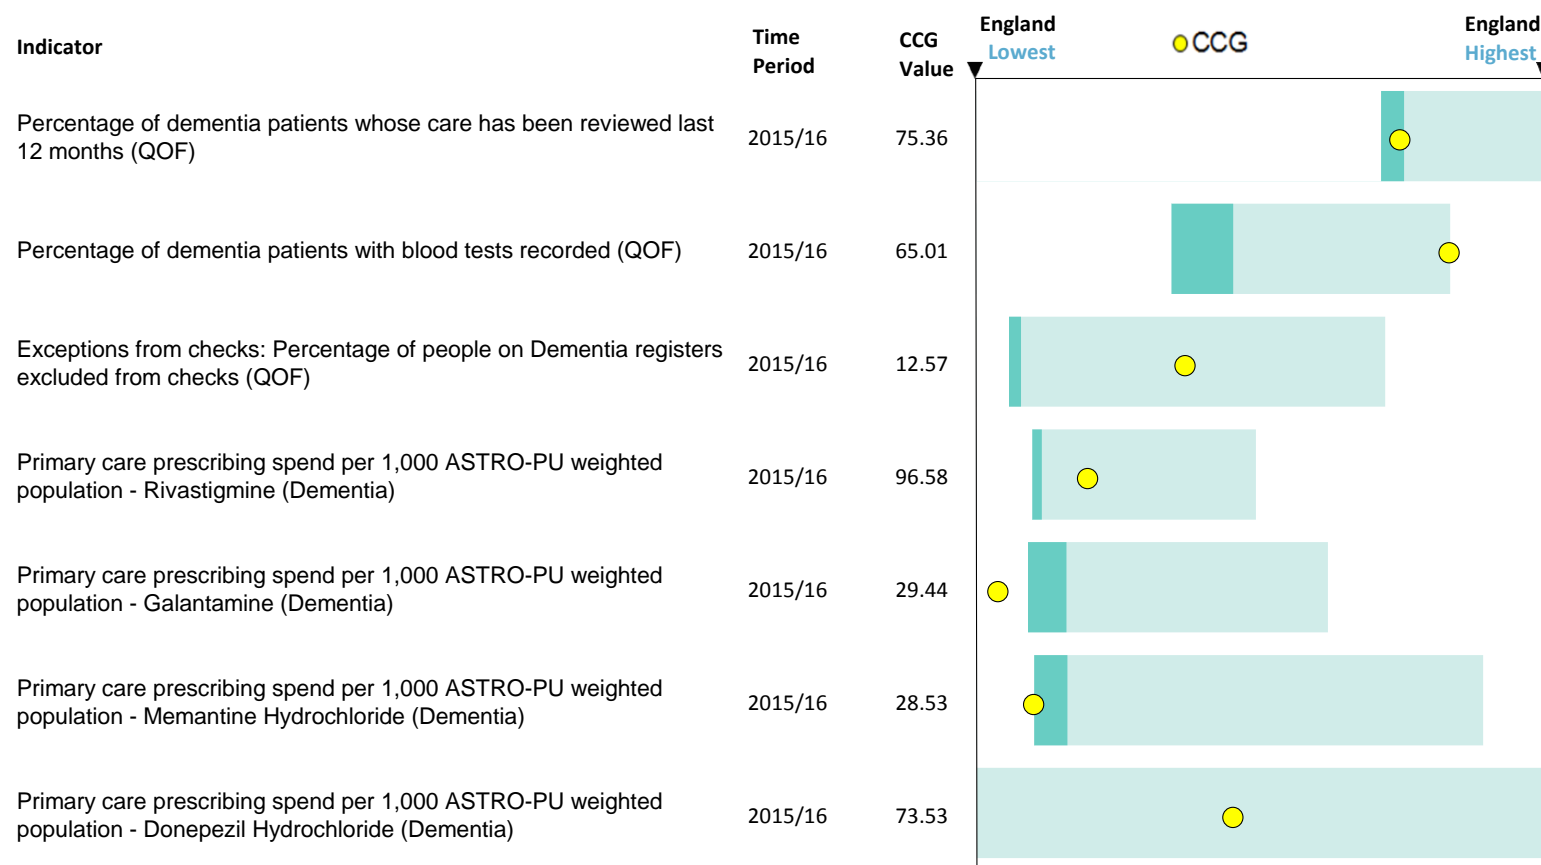 Indicator
Time
Period
CCG
Value
England
Lowest
CCG
England
Highest
Percentage of dementia patients whose care has been reviewed last
12 months (QOF)
2015/16
75.36
Percentage of dementia patients with blood tests recorded (QOF)
2015/16
65.01
Exceptions from checks: Percentage of people on Dementia registers
excluded from checks (QOF)
2015/16
12.57
Primary care prescribing spend per 1,000 ASTRO-PU weighted
population - Rivastigmine (Dementia)
2015/16
96.58
Primary care prescribing spend per 1,000 ASTRO-PU weighted
population - Galantamine (Dementia)
2015/16
29.44
Primary care prescribing spend per 1,000 ASTRO-PU weighted
population - Memantine Hydrochloride (Dementia)
2015/16
28.53
Primary care prescribing spend per 1,000 ASTRO-PU weighted
population - Donepezil Hydrochloride (Dementia)
2015/16
73.53